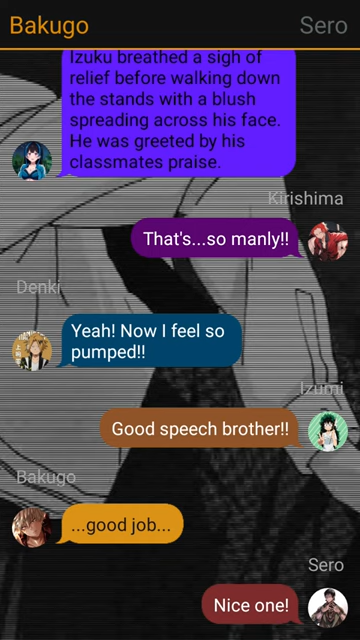 Bakugo
Sero
Izuku breathed a sigh of
relief before walking down
the stands with a blush
spreading across his face.
He was greeted by his
classmates praise.
Kirishima
That's...so manly!!
Denki
Yeah! Now I feel so
pumped!!
Izumi
Good speech brother!!
Bakugo
...good job...
Sero
Nice one!